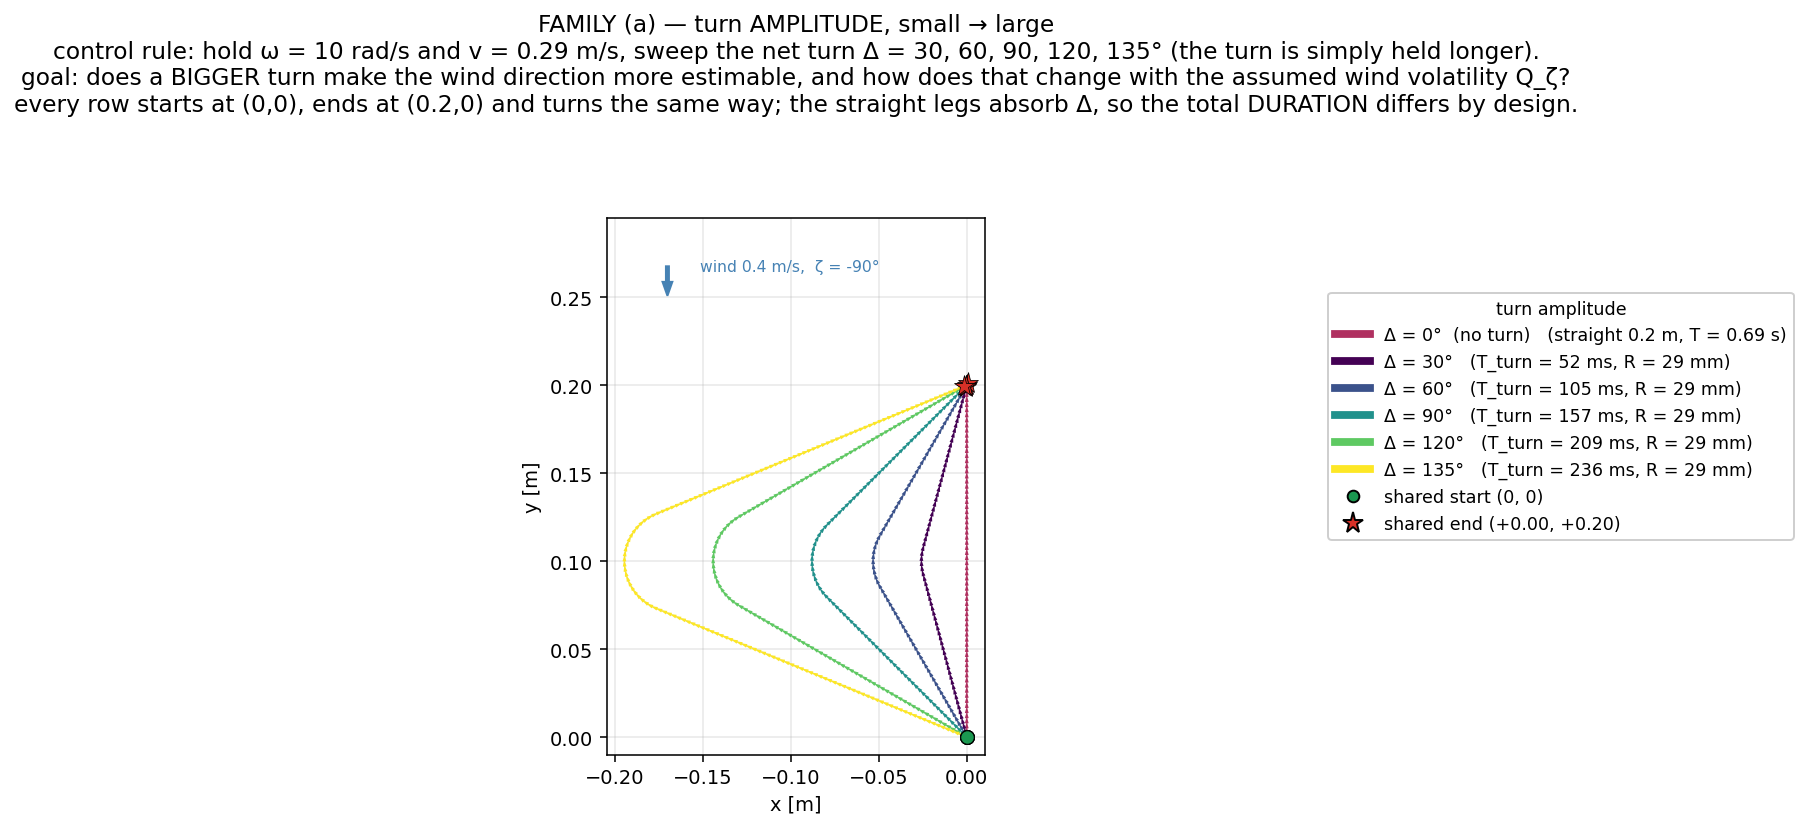 FAMILY (a) — turn AMPLITUDE, small → large
control rule: hold ω = 10 rad/s and v = 0.29 m/s, sweep the net turn Δ = 30, 60, 90, 120, 135° (the turn is simply held longer).
goal: does a BIGGER turn make the wind direction more estimable, and how does that change with the assumed wind volatility Q_ζ?
every row starts at (0,0), ends at (0.2,0) and turns the same way; the straight legs absorb Δ, so the total DURATION differs by design.
wind 0.4 m/s,  ζ = -90°
0.25
0.20
0.15
0.10
0.05
0.00
y [m]
−0.20
−0.15
−0.10
−0.05
0.00
x [m]
turn amplitude
Δ = 0°  (no turn)   (straight 0.2 m, T = 0.69 s)
Δ = 30°   (T_turn = 52 ms, R = 29 mm)
Δ = 60°   (T_turn = 105 ms, R = 29 mm)
Δ = 90°   (T_turn = 157 ms, R = 29 mm)
Δ = 120°   (T_turn = 209 ms, R = 29 mm)
Δ = 135°   (T_turn = 236 ms, R = 29 mm)
shared start (0, 0)
shared end (+0.00, +0.20)